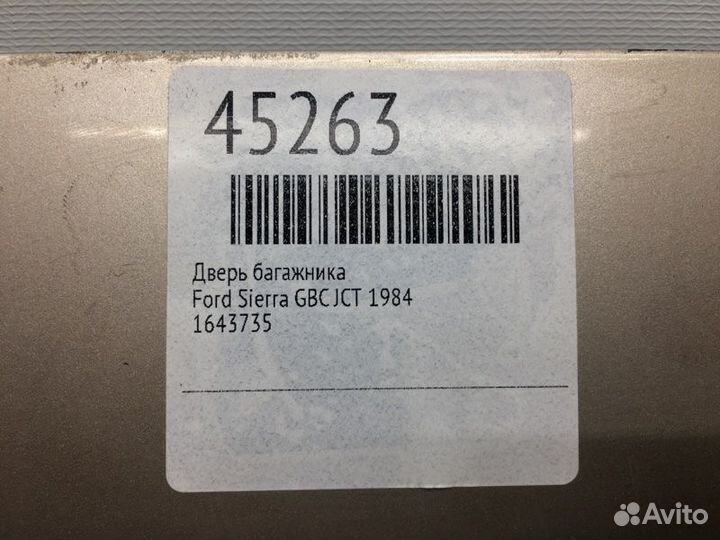 45263
Дверь багажника
Ford Sierra GBC JCT 1984
1643735
Avito